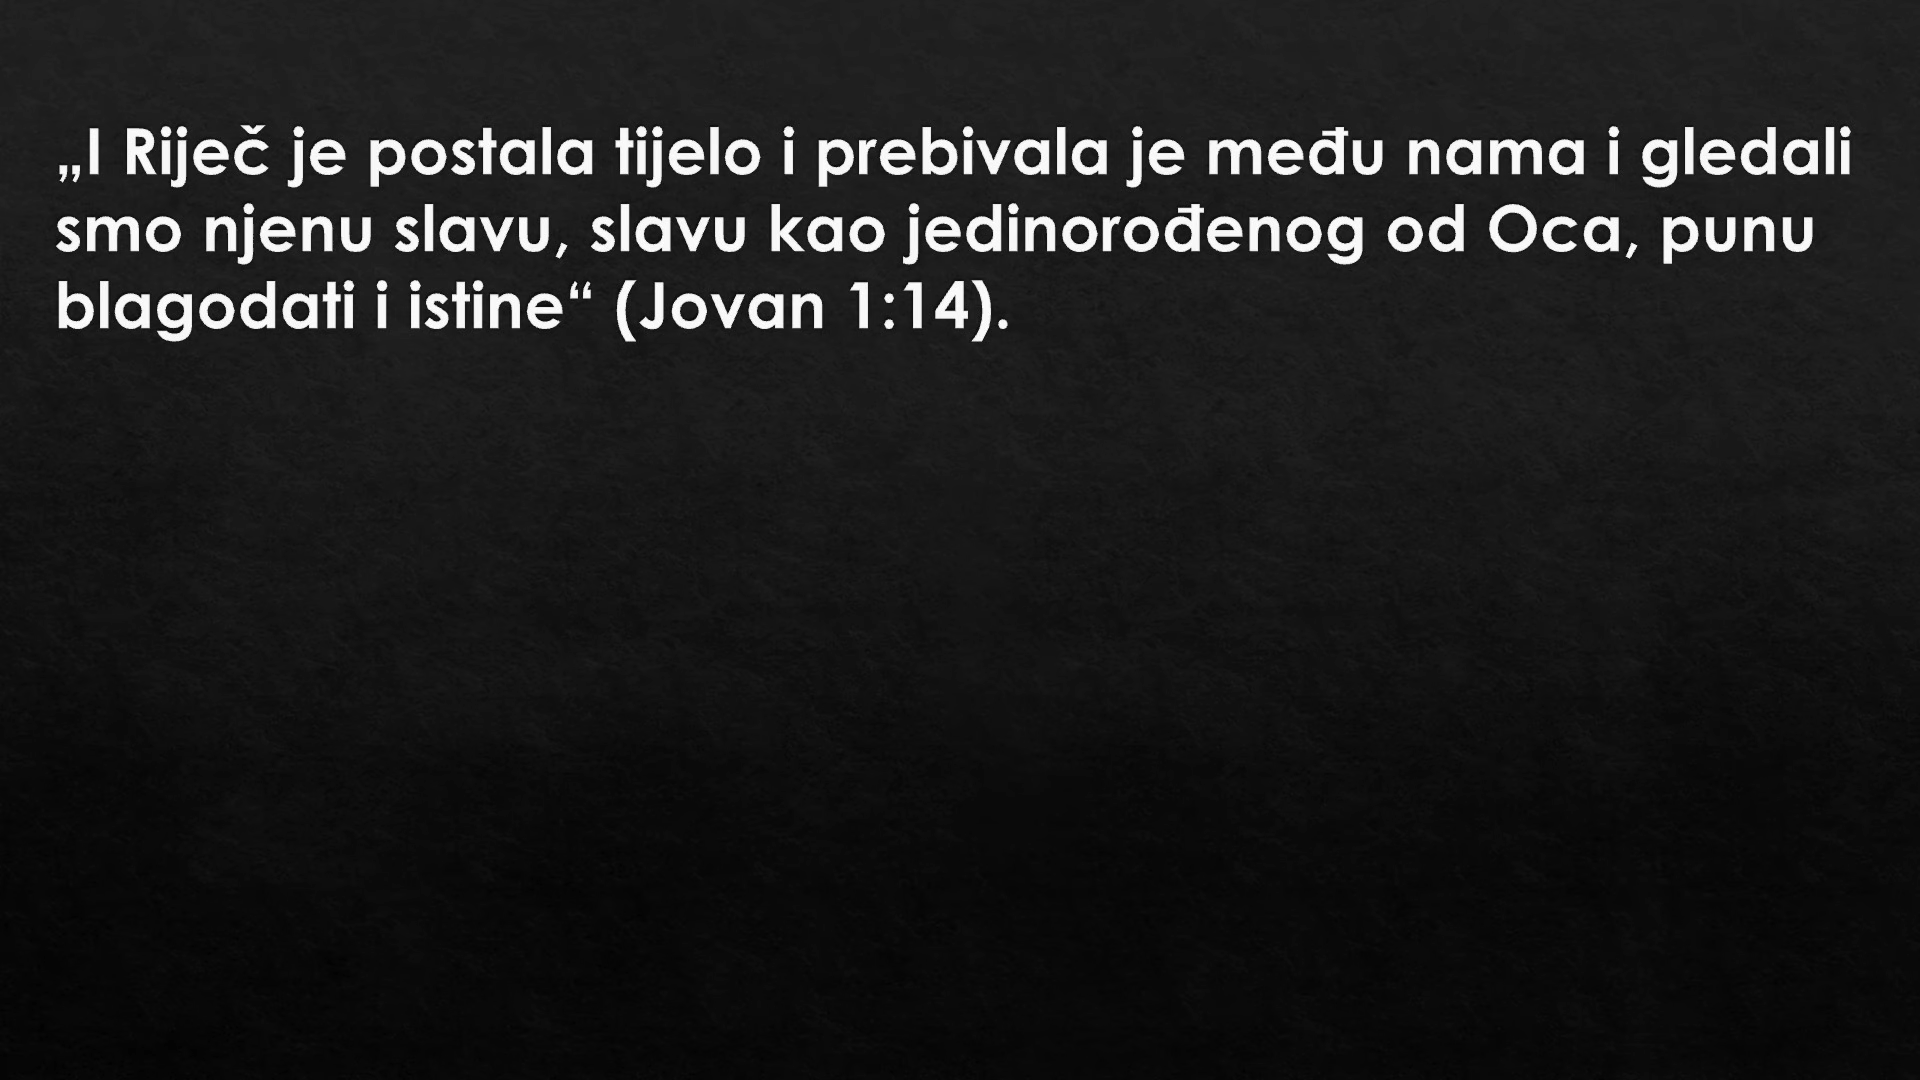 „I Riječ je postala tijelo i prebivala je među nama i gledali
smo njenu slavu, slavu kao jedinorođenog od Oca, punu
blagodati i istine“ (Jovan 1:14).